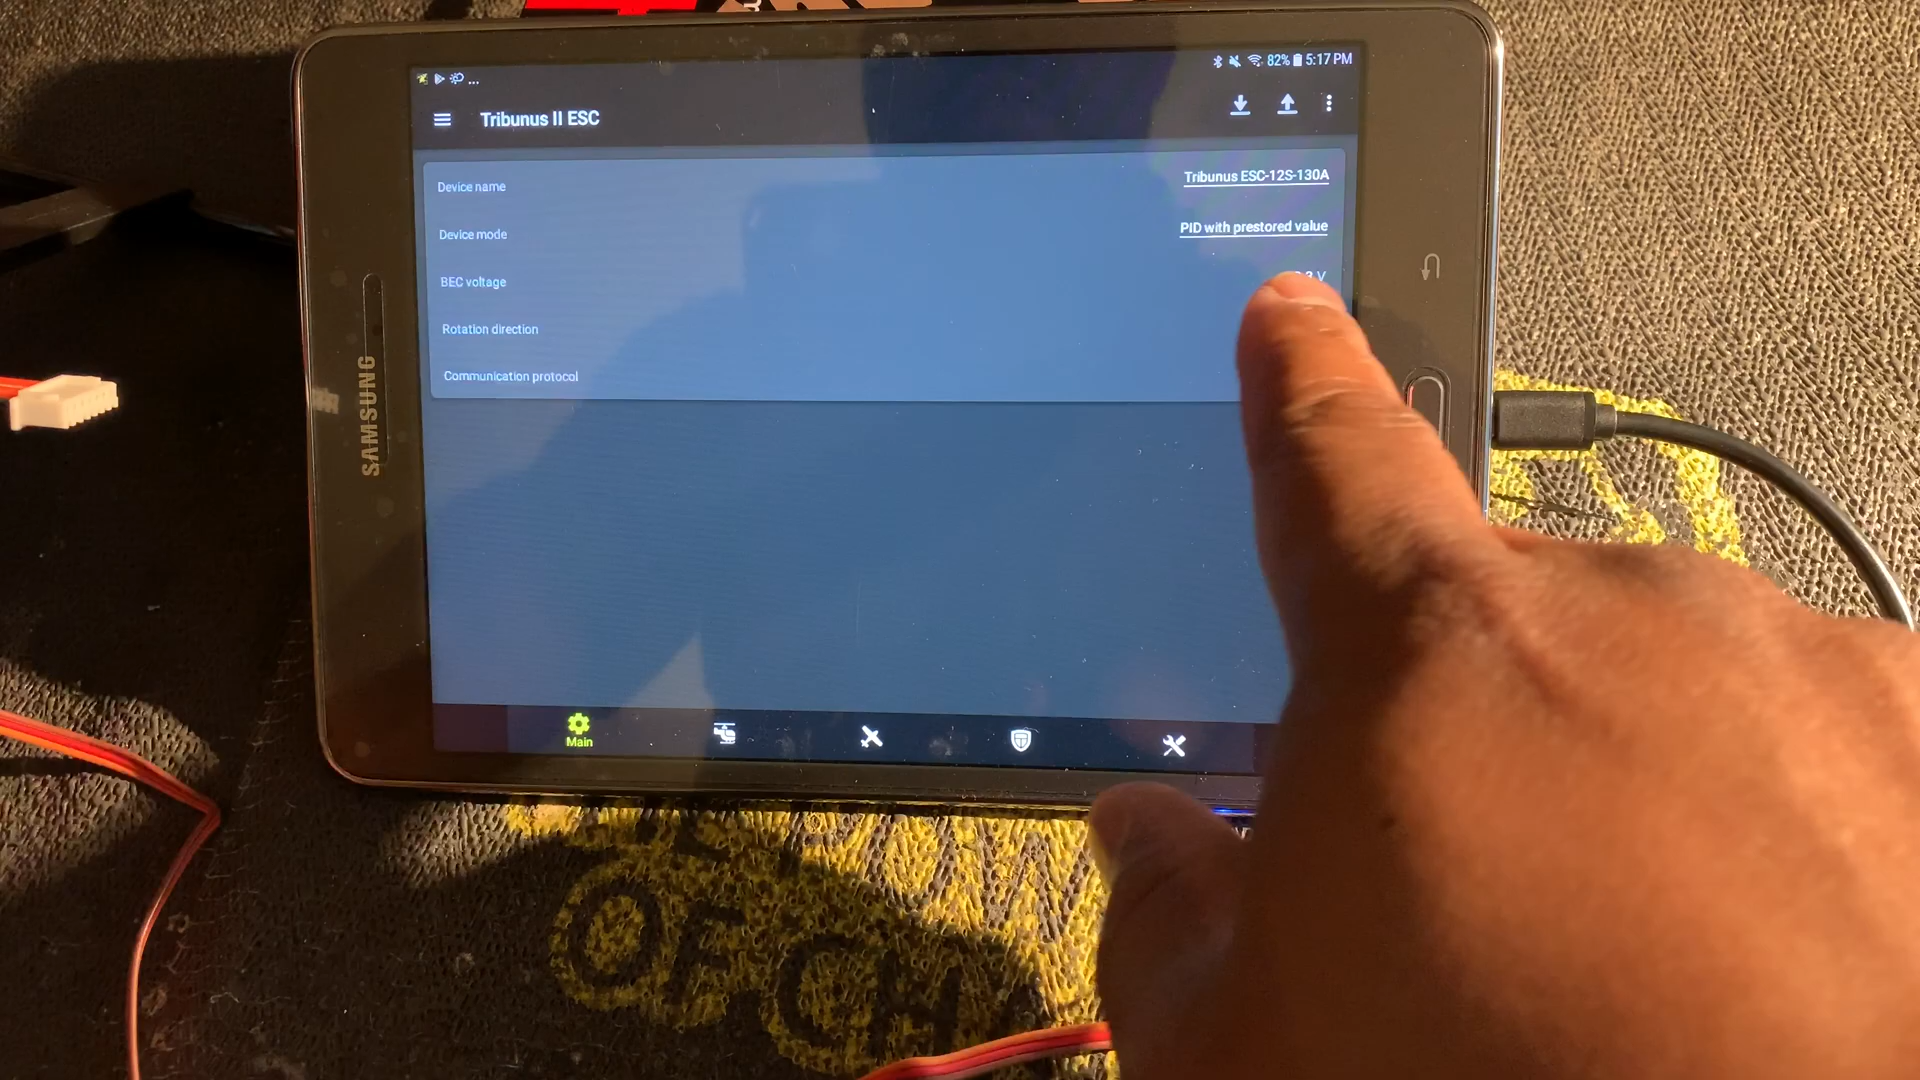 82% 5:17 PM
Tribunus II ESC
Device name
Tribunus ESC-12S-130A
Device mode
PID with prestored value
BEC voltage
V
Rotation direction
Communication protocol
Main
SAMSUNG
OF